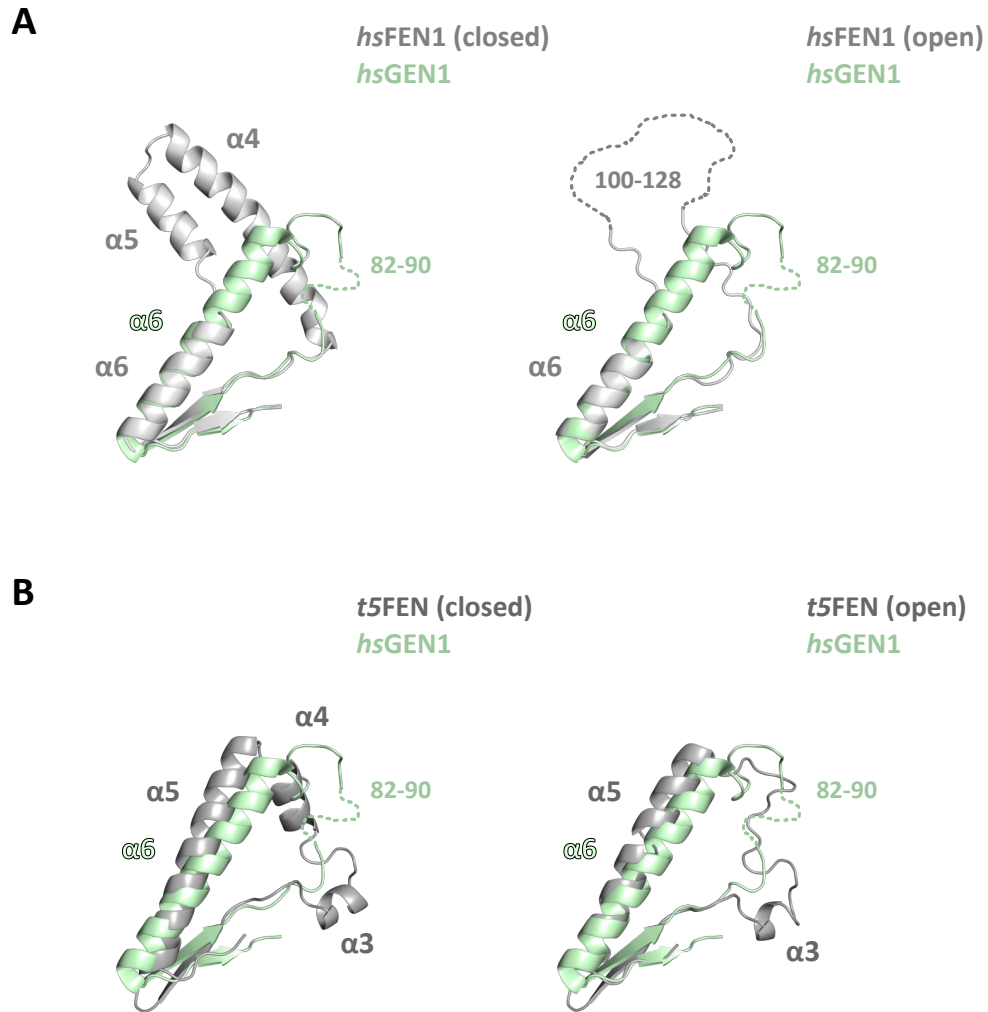 A
hsFEN1 (closed)
hsGEN1
hsFEN1 (open)
hsGEN1
α4
α5
82-90
α6
α6
100-128
82-90
α6
α6
B
t5FEN (closed)
hsGEN1
t5FEN (open)
hsGEN1
α4
α5
82-90
α6
α3
α5
82-90
α6
α3